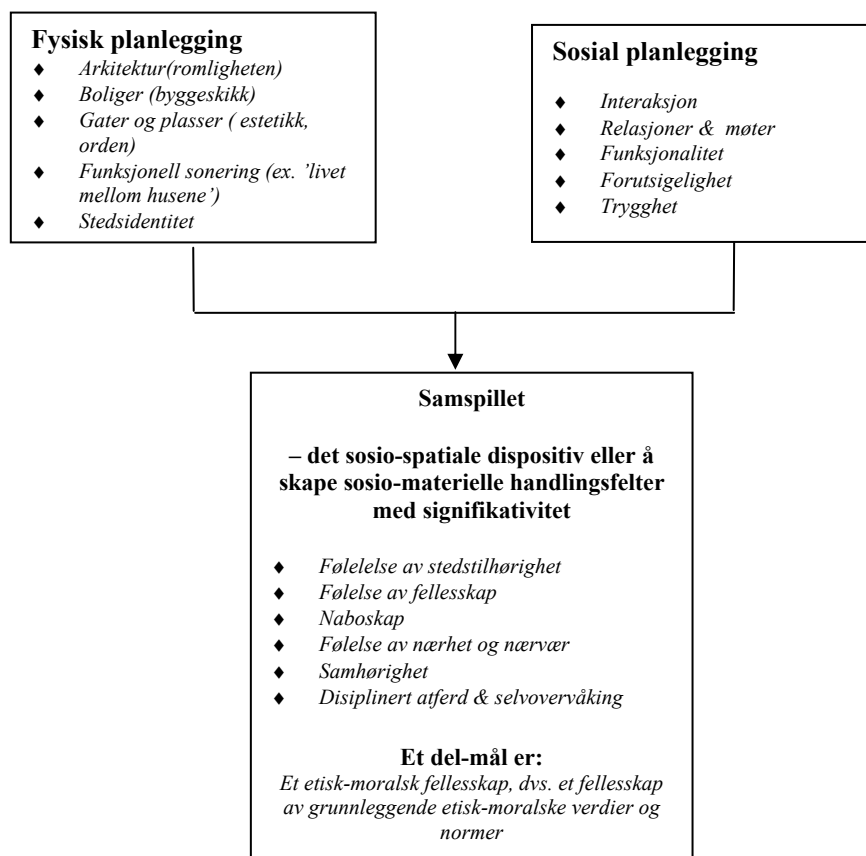 Fysisk planlegging
♦ Arkitektur(romligheten)
♦ Boliger (byggeskikk)
♦ Gater og plasser ( estetikk,
orden)
♦ Funksjonell sonering (ex. 'livet
mellom husene')
♦ Stedsidentitet
Sosial planlegging
♦ Interaksjon
♦ Relasjoner & møter
♦ Funksjonalitet
♦ Forutsigelighet
♦ Trygghet
Samspillet
– det sosio-spatiale dispositiv eller å
skape sosio-materielle handlingsfelter
med signifikativitet
♦ Følelelse av stedstilhørighet
♦ Følelse av fellesskap
♦ Naboskap
♦ Følelse av nærhet og nærvær
♦ Samhørighet
♦ Disiplinert atferd & selvovervåking
Et del-mål er:
Et etisk-moralsk fellesskap, dvs. et fellesskap
av grunnleggende etisk-moralske verdier og
normer